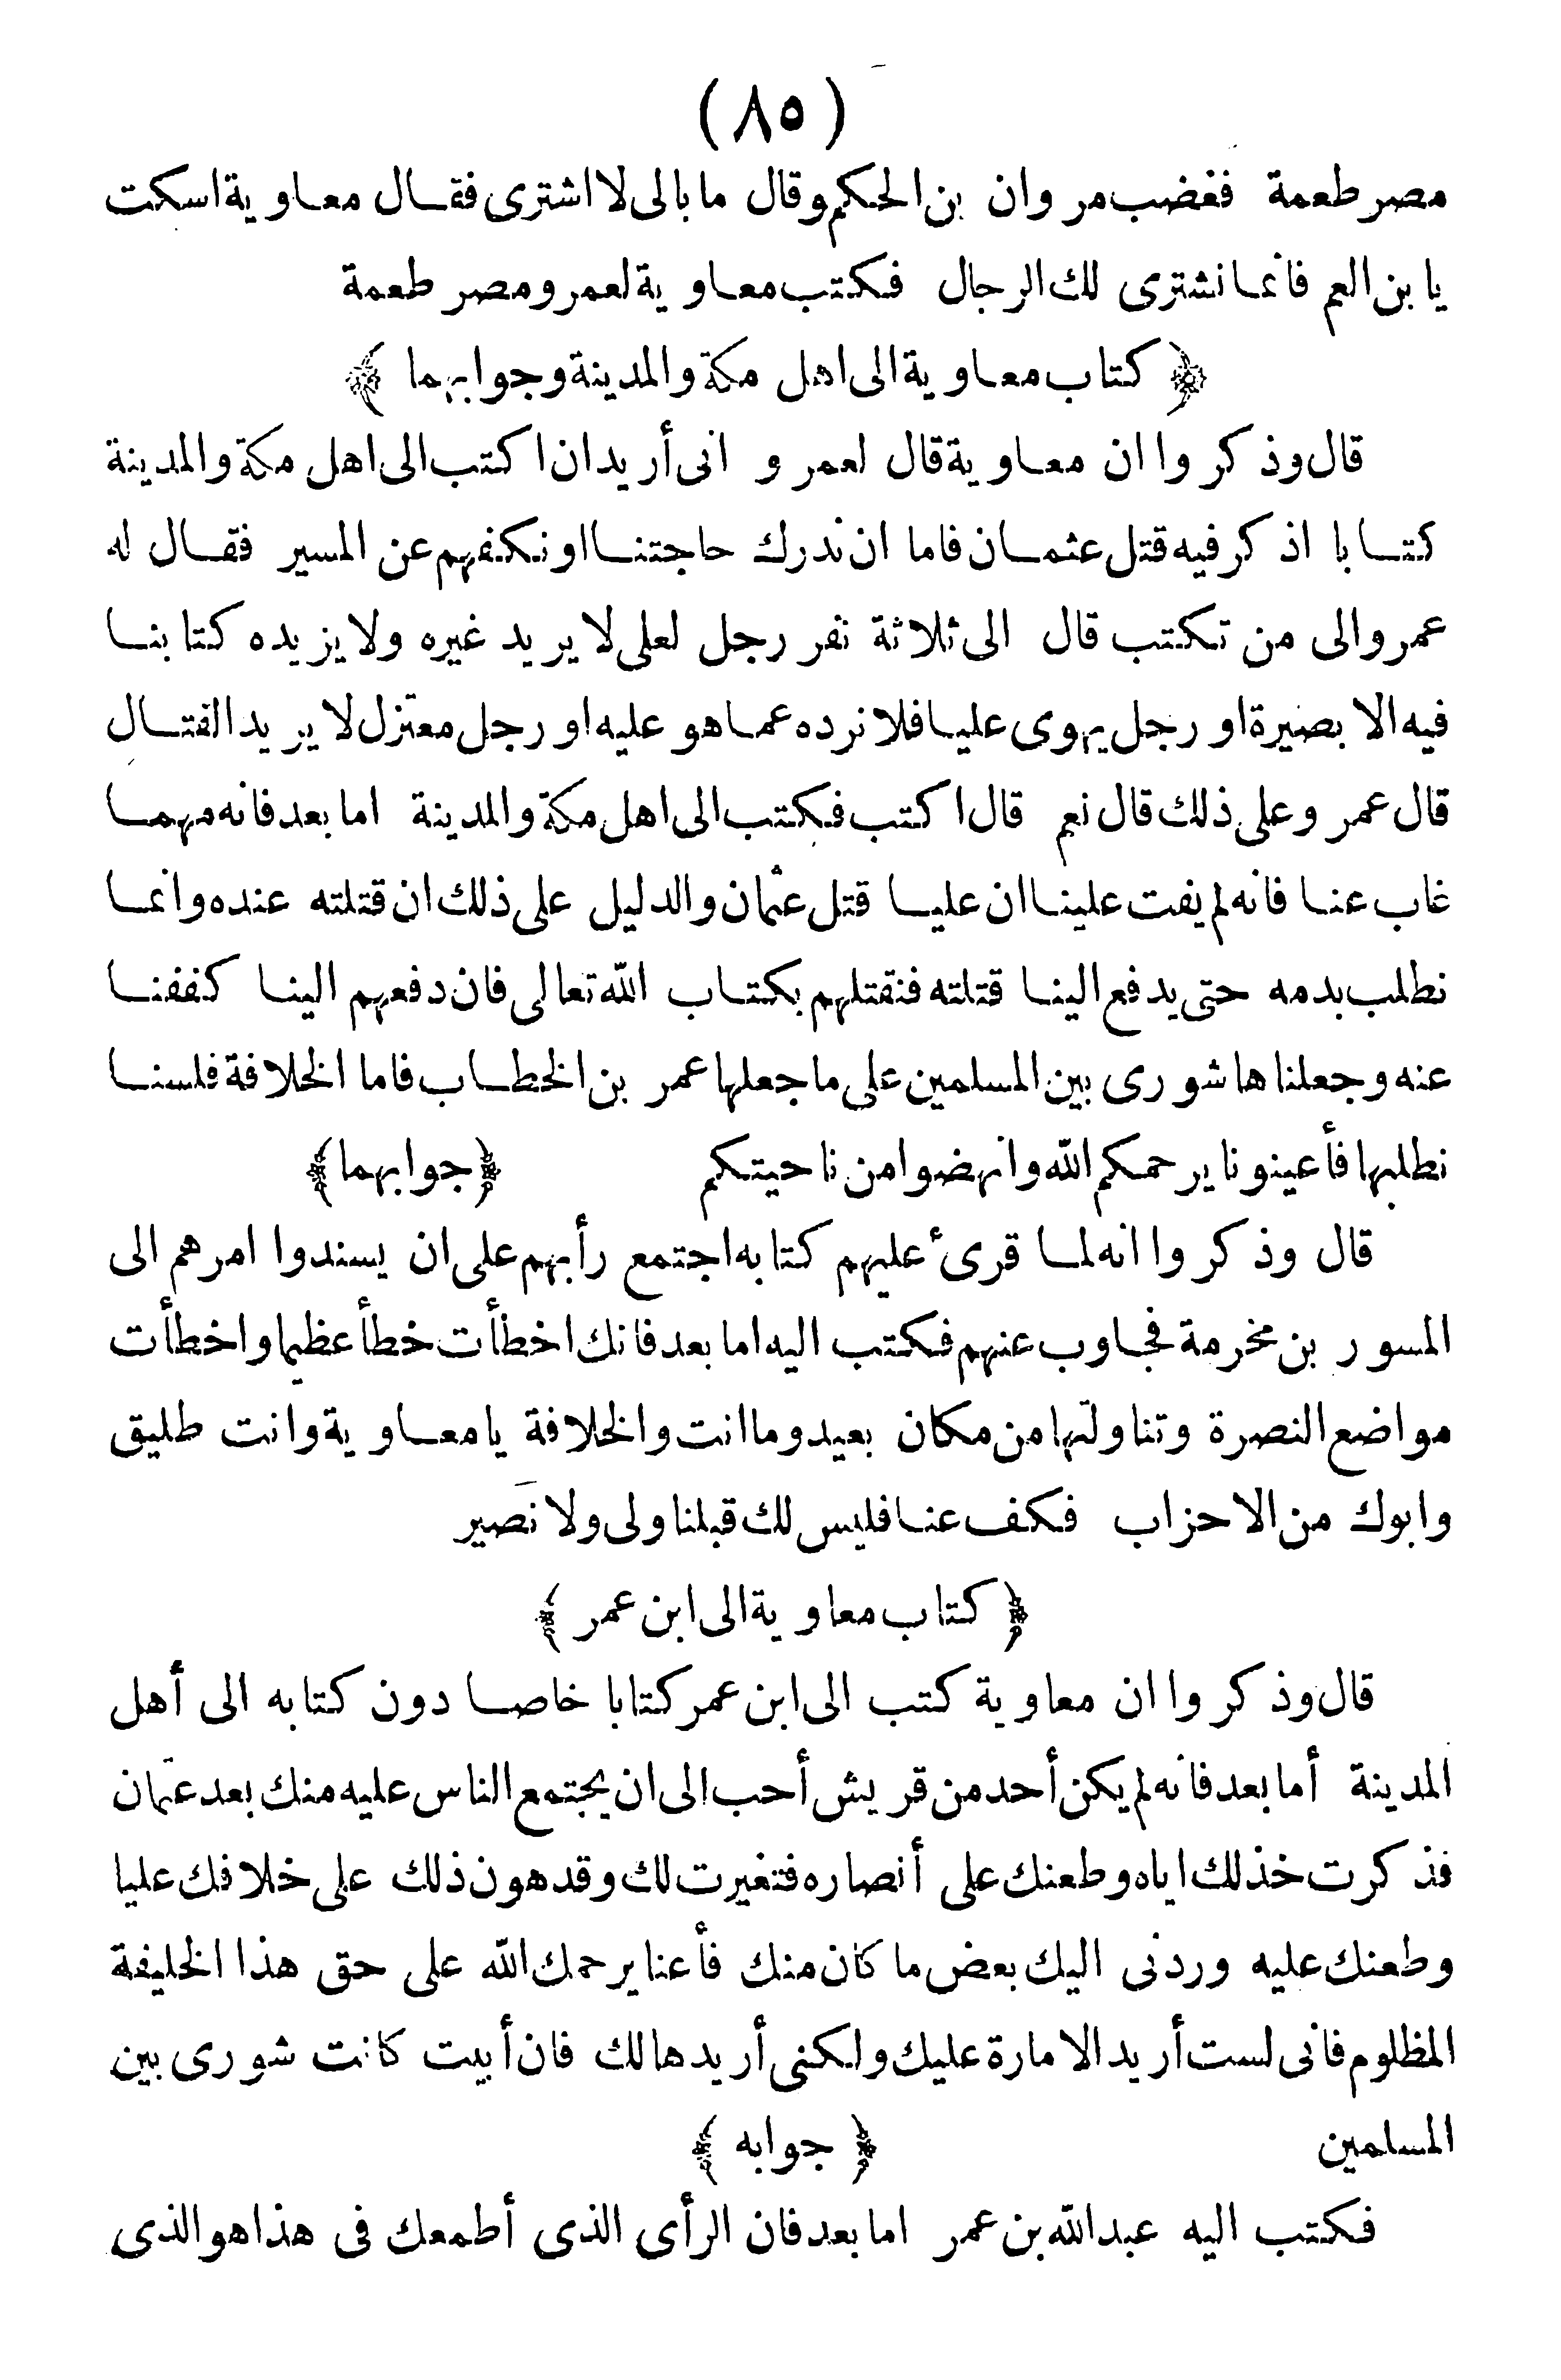 (٨٥)
مصر طعمة فغضب مروان بن الحكم وقال ما بالى لا اشترى فقال معاوية اسكت
يا بن العم فانما نشترى لك الرجال فكتب معاوية لعمرو مصر طعمة
﴿ كتاب معاوية الى اهل مكة والمدينة وجوابهما ﴾
قال وذكروا ان معاوية قال لعمرو انى أريد ان اكتب الى اهل مكة والمدينة
كتابا اذكر فيه قتل عثمان فاما ان ندرك حاجتنا او نكفهم عن المسير فقال له
عمرو الى من تكتب قال الى ثلاثة نفر رجل لعلى لا يريد غيره ولا يزيده كتابنا
فيه الا بصيرة او رجل يهوى عليا فلا نرده عما هو عليه او رجل معتزل لا يريد القتال
قال عمرو على ذلك قال نعم قال اكتب فكتب الى اهل مكة والمدينة اما بعد فانه مهما
غاب عنا فانه لم يفت علينا ان عليا قتل عثمان والدليل على ذلك ان قتلته عنده وانما
نطلب بدمه حتى يدفع الينا قتلته فنقتلهم بكتاب الله تعالى فان دفعهم الينا كففنا
عنه وجعلناها شورى بين المسلمين على ما جعلها عمر بن الخطاب فاما الخلافة فلسنا
نطلبها فأعينونا يرحمكم الله وانهضوا من ناحيتكم ﴿جوابهما﴾
قال وذكروا انه لما قرئ عليهم كتابه اجتمع رأيهم على ان يسندوا امرهم الى
المسور بن مخرمة فجاوب عنهم فكتب اليه اما بعد فانك اخطأت خطأ عظيما واخطأت
مواضع النصرة وتناولتها من مكان بعيد وما انت والخلافة يا معاوية وانت طليق
وابوك من الاحزاب فكف عنا فليس لك قبلنا ولى ولا نصير
﴿ كتاب معاوية الى ابن عمر ﴾
قال وذكروا ان معاوية كتب الى ابن عمر كتابا خاصا دون كتابه الى أهل
المدينة أما بعد فانه لم يكن أحد من قريش أحب الى ان يجتمع الناس عليه منك بعد عثمان
فذكرت خذلك اياه وطعنك على أنصاره فتغيرت لك وقد هون ذلك على خلافك عليا
وطعنك عليه وردنى اليك بعض ما كان منك فأعنا يرحمك الله على حق هذا الخليفة
المظلوم فانى لست أريد الامارة عليك ولكنى أريدها لك فان أبيت كانت شورى بين
المسلمين ﴿ جوابه ﴾
فكتب اليه عبد الله بن عمر اما بعد فان الرأى الذى أطمعك فى هذا هو الذى